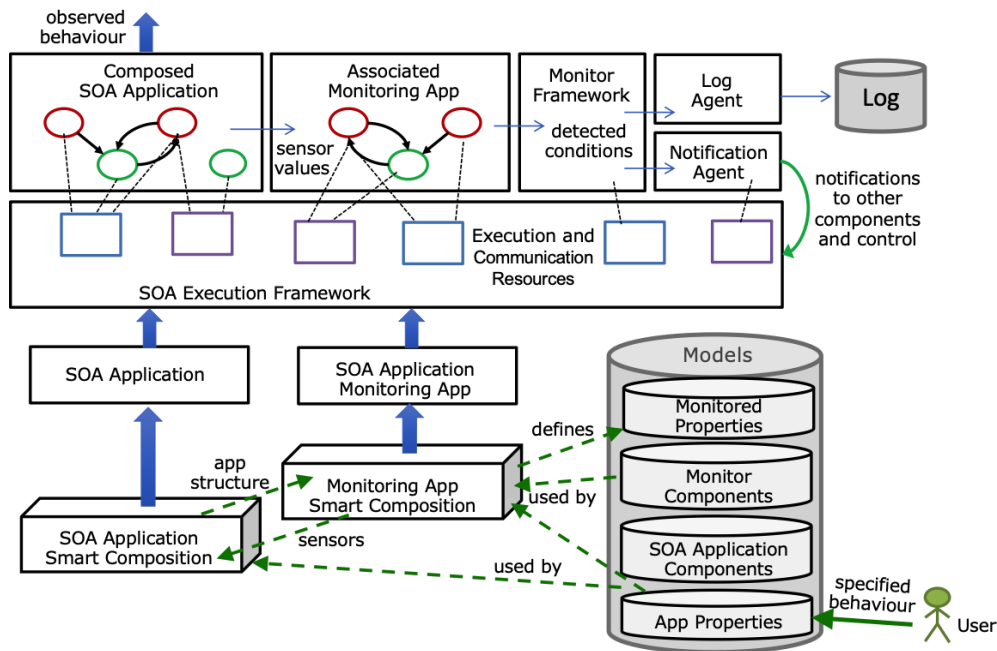 observed
behaviour
Composed
SOA Application
Associated
Monitoring App
Monitor
Framework
Log
Agent
Log
sensor
values
detected
conditions
Notification
Agent
notifications
to other
components
and control
Execution and
Communication
Resources
SOA Execution Framework
SOA Application
SOA Application
Monitoring App
Models
Monitored
Properties
defines
app
structure
Monitoring App
Smart Composition
used by
Monitor
Components
SOA Application
Smart Composition
sensors
SOA Application
Components
used by
specified
behaviour
App Properties
User